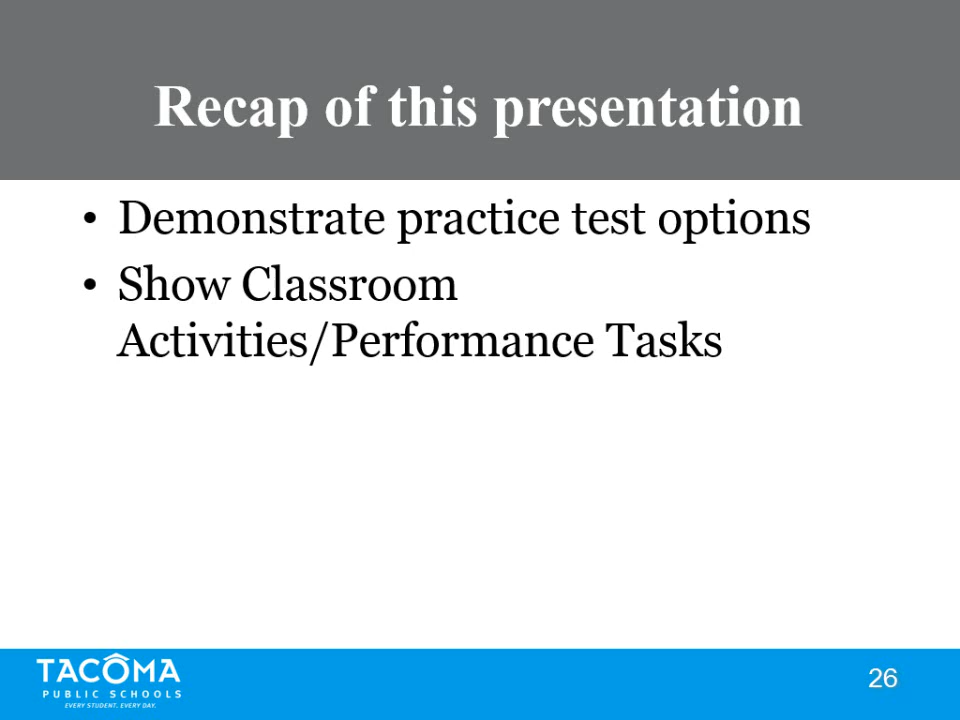 Recap of this presentation
• Demonstrate practice test options
• Show Classroom
Activities/Performance Tasks
TACOMA
PUBLIC SCHOOLS
EVERY STUDENT. EVERY DAY.
26